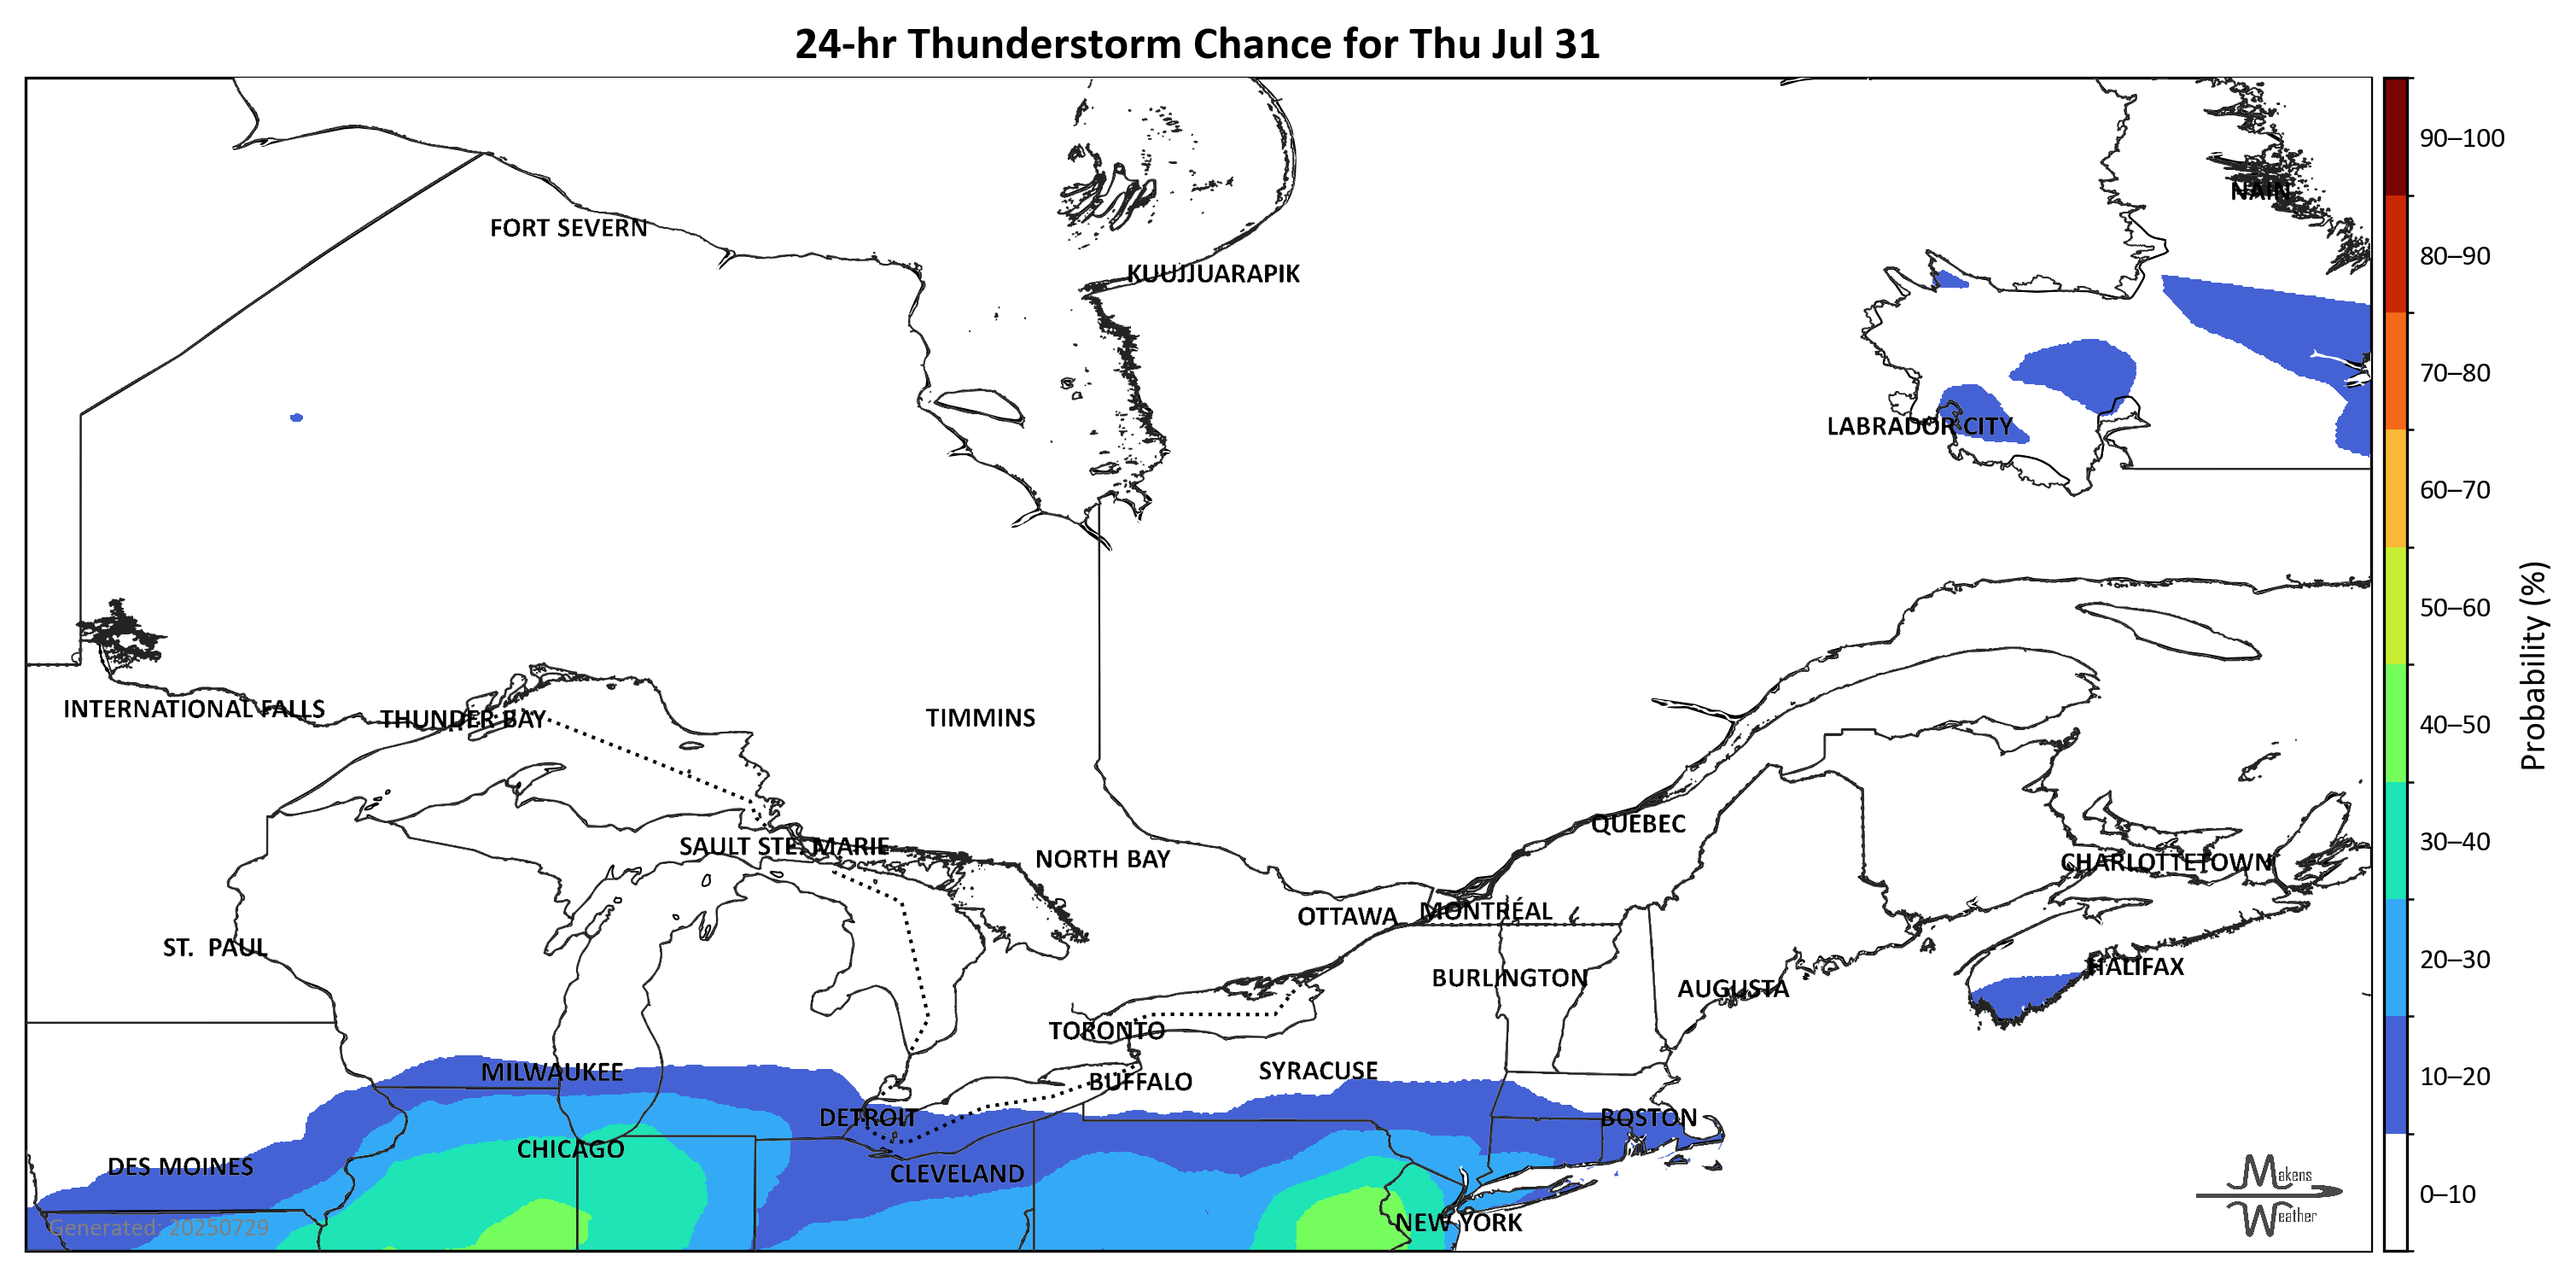 24-hr Thunderstorm Chance for Thu Jul 31
90–100
NAIN
FORT SEVERN
80–90
KUUJJUARAPIK
70–80
LABRADOR CITY
60–70
50–60
Probability (%)
INTERNATIONAL FALLS
THUNDER BAY
TIMMINS
40–50
QUEBEC
SAULT STE. MARIE
30–40
NORTH BAY
CHARLOTTETOWN
OTTAWA
MONTRÉAL
ST. PAUL
20–30
HALIFAX
BURLINGTON
AUGUSTA
TORONTO
MILWAUKEE
SYRACUSE
10–20
BUFFALO
DETROIT
BOSTON
CHICAGO
DES MOINES
CLEVELAND
Makens
Weather
0–10
NEW YORK
Generated: 20250729